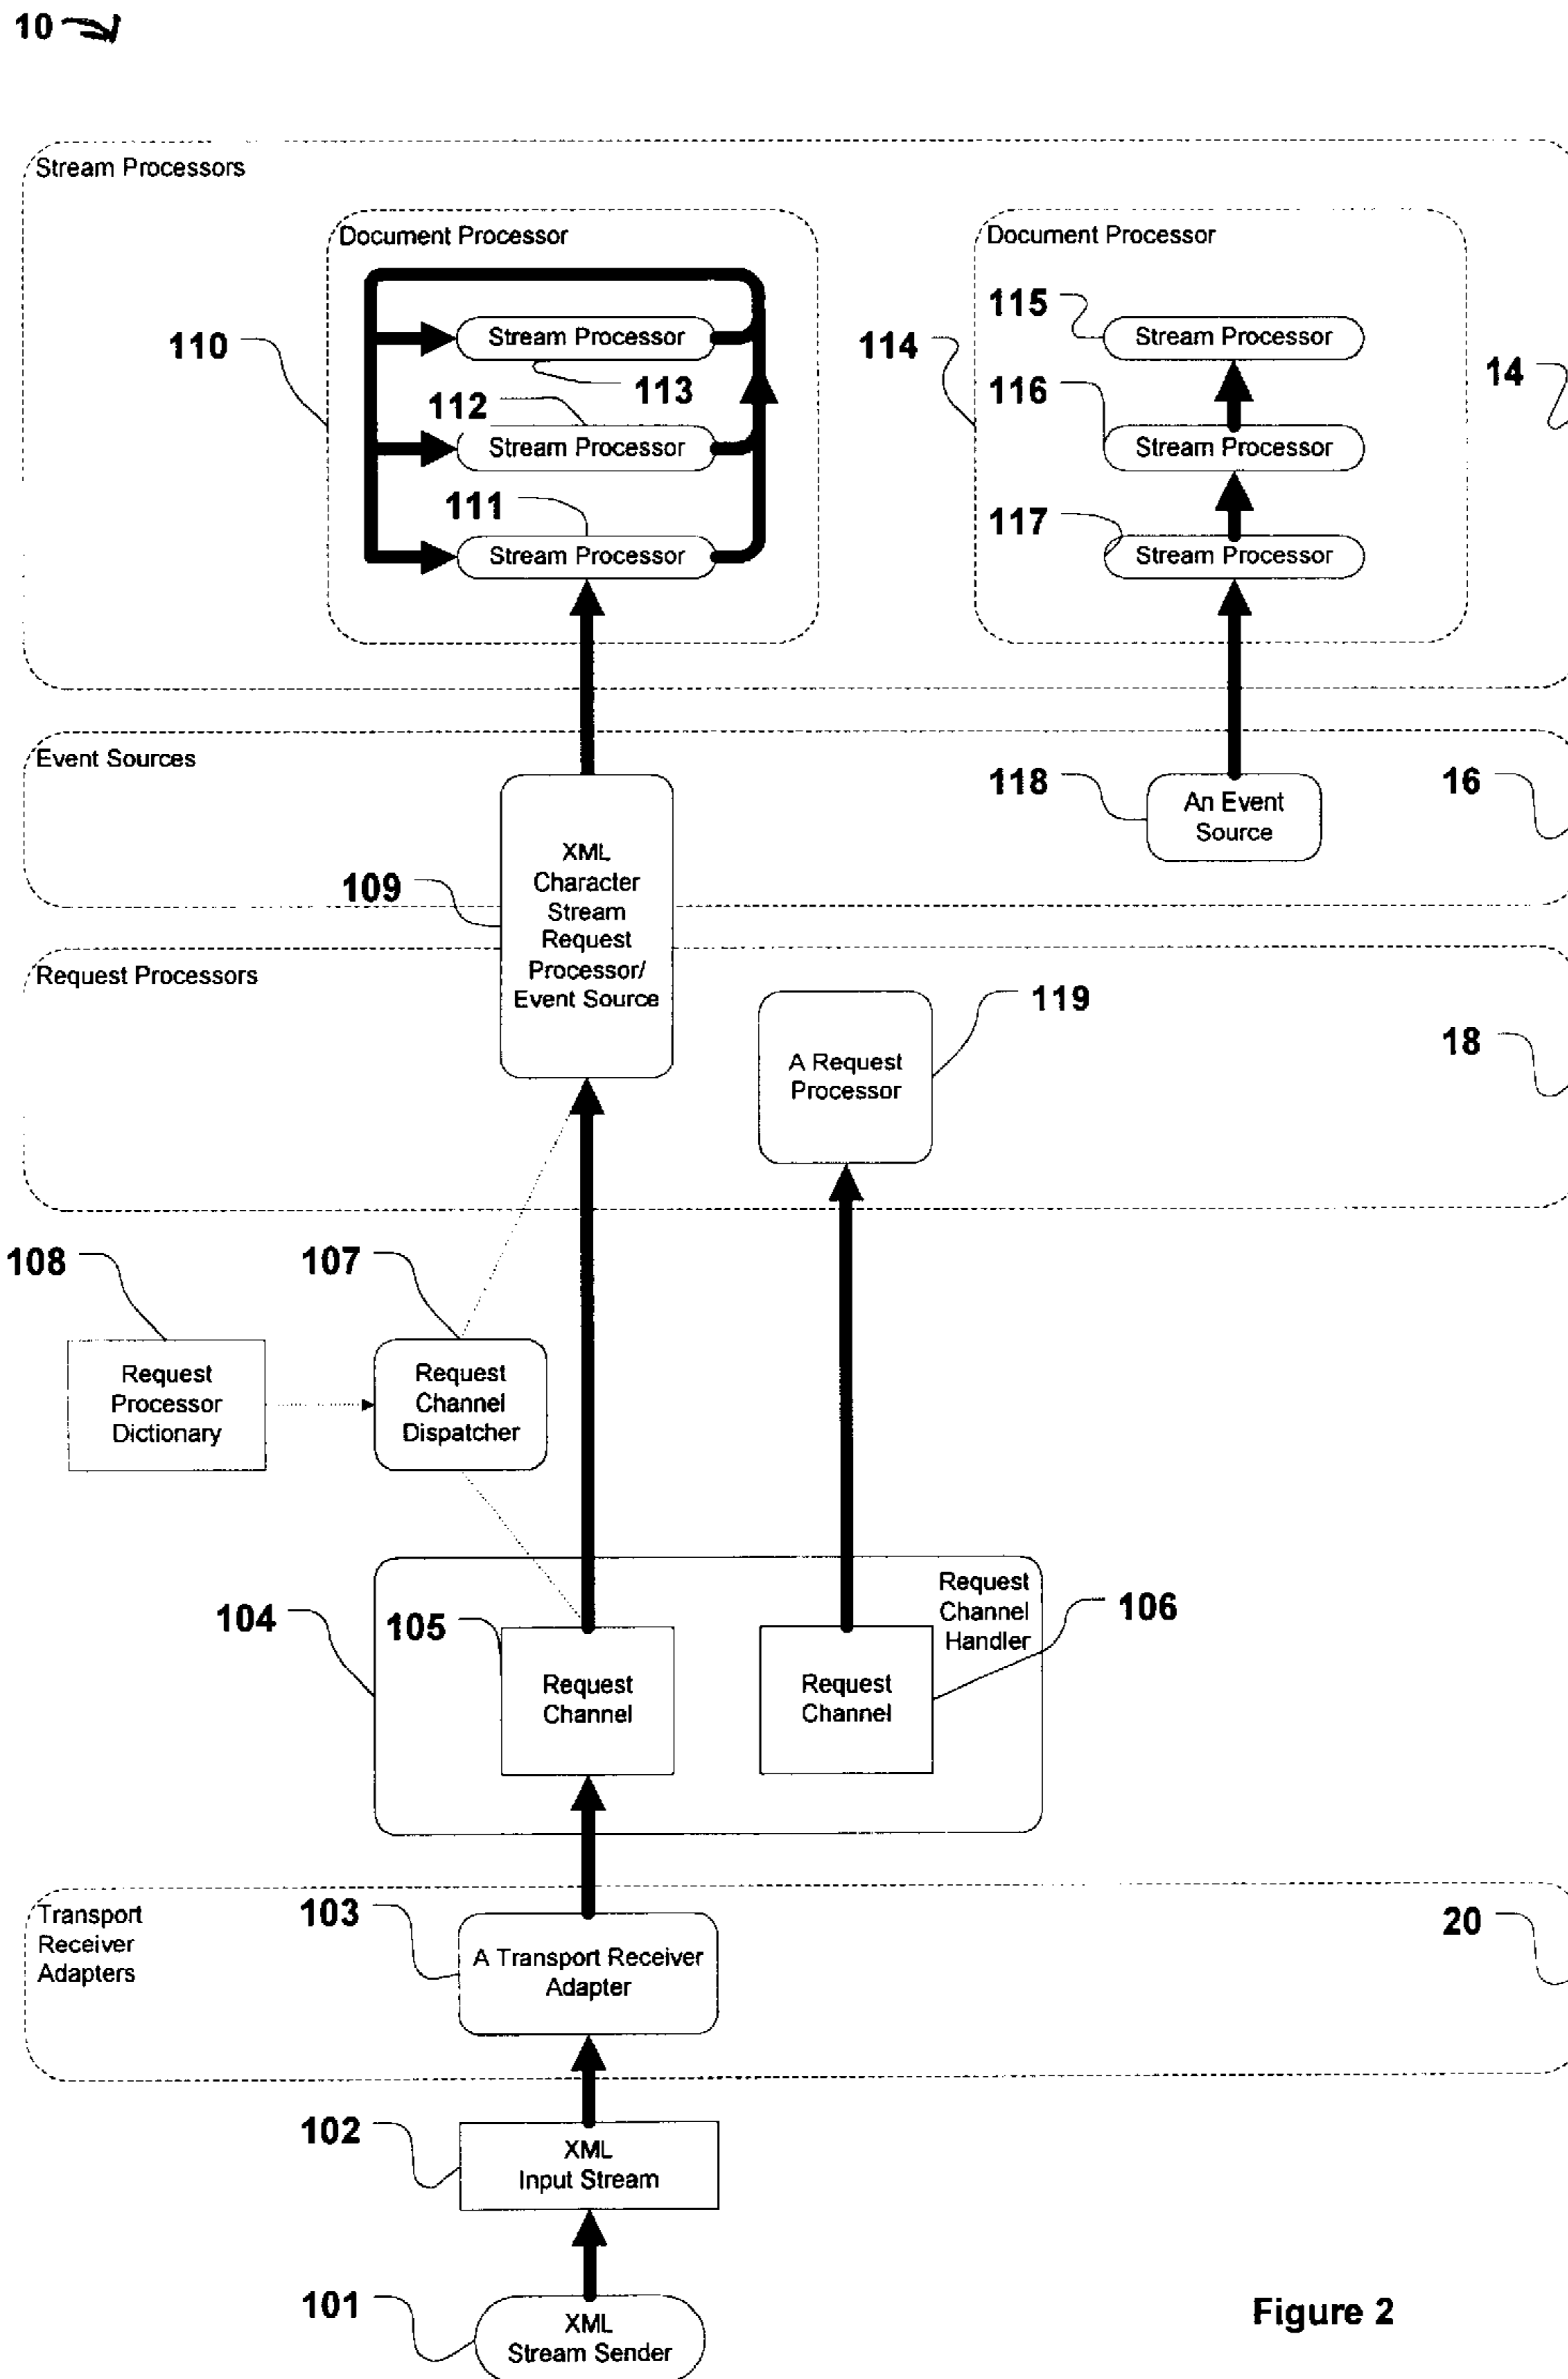 10
Stream Processors
Document Processor
Document Processor
115
Stream Processor
Stream Processor
110
114
14
113
116
112
Stream Processor
Stream Processor
111
117
Stream Processor
Stream Processor
Event Sources
118
16
An Event
Source
XML
Character
Stream
Request
Processor/
Event Source
109
Request Processors
119
18
A Request
Processor
108
107
Request
Processor
Dictionary
Request
Channel
Dispatcher
Request
Channel
Handler
104
105
106
Request
Channel
Request
Channel
Transport
Receiver
Adapters
103
20
A Transport Receiver
Adapter
102
XML
Input Stream
101
XML
Stream Sender
Figure 2